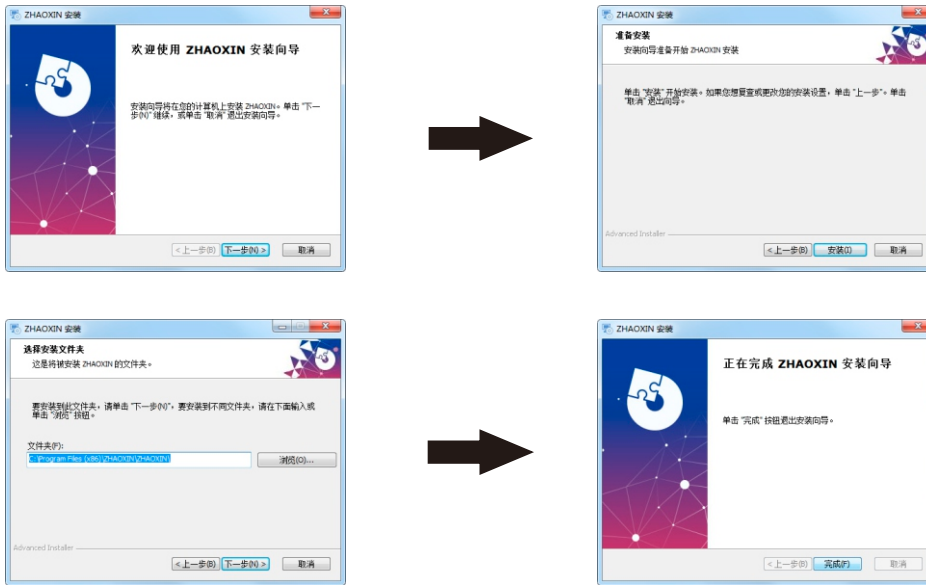 ZHAOXIN 安装
欢迎使用 ZHAOXIN 安装向导
安装向导将在您的计算机上安装 ZHAOXIN。单击 "下一
步(N)" 继续，或单击 "取消" 退出安装向导。
<上一步(B)
下一步(N) >
取消
ZHAOXIN 安装
准备安装
安装向导准备开始 ZHAOXIN 安装
单击 "安装" 开始安装。如果您想复查或更改您的安装设置，单击 "上一步"。单击
"取消" 退出向导。
Advanced Installer
<上一步(B)
安装(I)
取消
ZHAOXIN 安装
选择安装文件夹
这是将被安装 ZHAOXIN 的文件夹。
要安装到此文件夹，请单击 "下一步(N)"，要安装到不同文件夹，请在下面输入或
单击 "浏览" 按钮。
文件夹(F):
C:\Program Files (x86)\ZHAOXIN\ZHAOXIN\
浏览(O)...
Advanced Installer
<上一步(B)
下一步(N) >
取消
ZHAOXIN 安装
正在完成 ZHAOXIN 安装向导
单击 "完成" 按钮退出安装向导。
<上一步(B)
完成(F)
取消